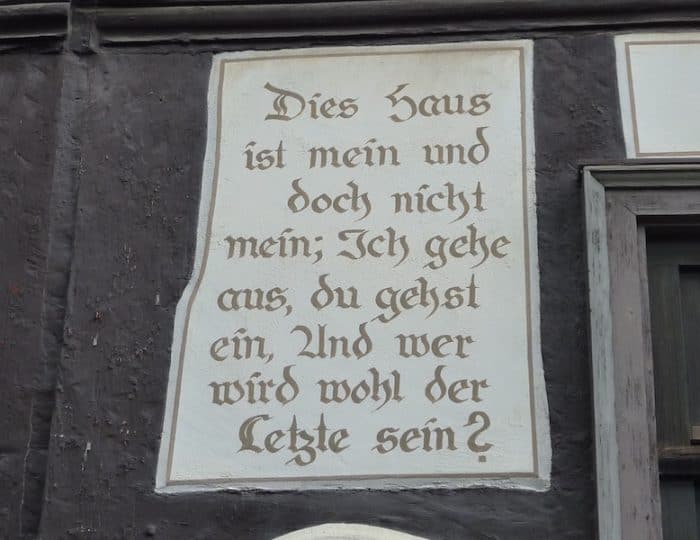 Dies Haus
ist mein und
doch nicht
mein; Ich gehe
aus, du gehst
ein, Und wer
wird wohl der
Letzte sein?